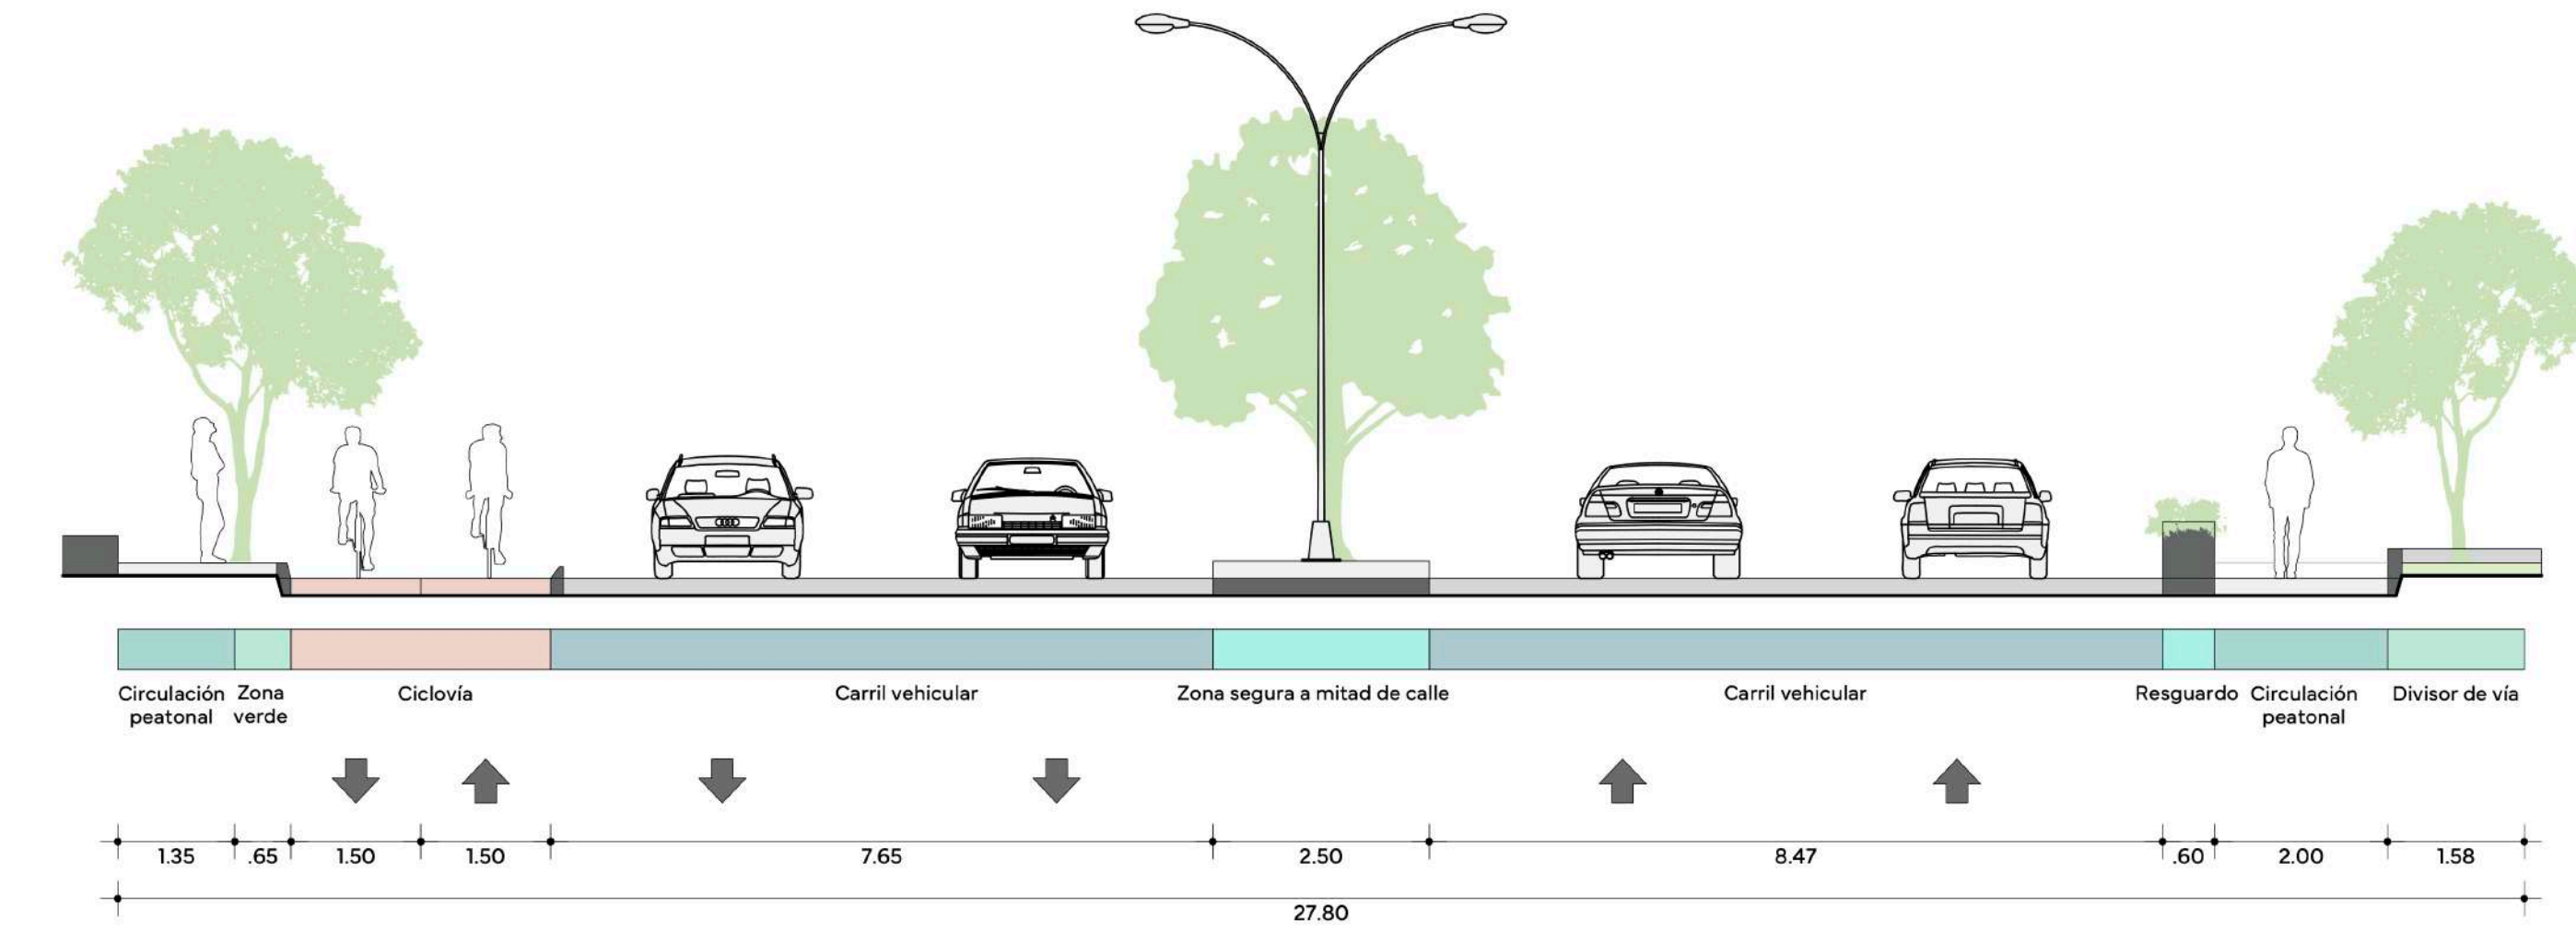 Circulación
peatonal
Zona
verde
Ciclovía
Carril vehicular
Zona segura a mitad de calle
Carril vehicular
Resguardo
Circulación
peatonal
Divisor de vía
1.35
.65
1.50
1.50
7.65
2.50
8.47
.60
2.00
1.58
27.80